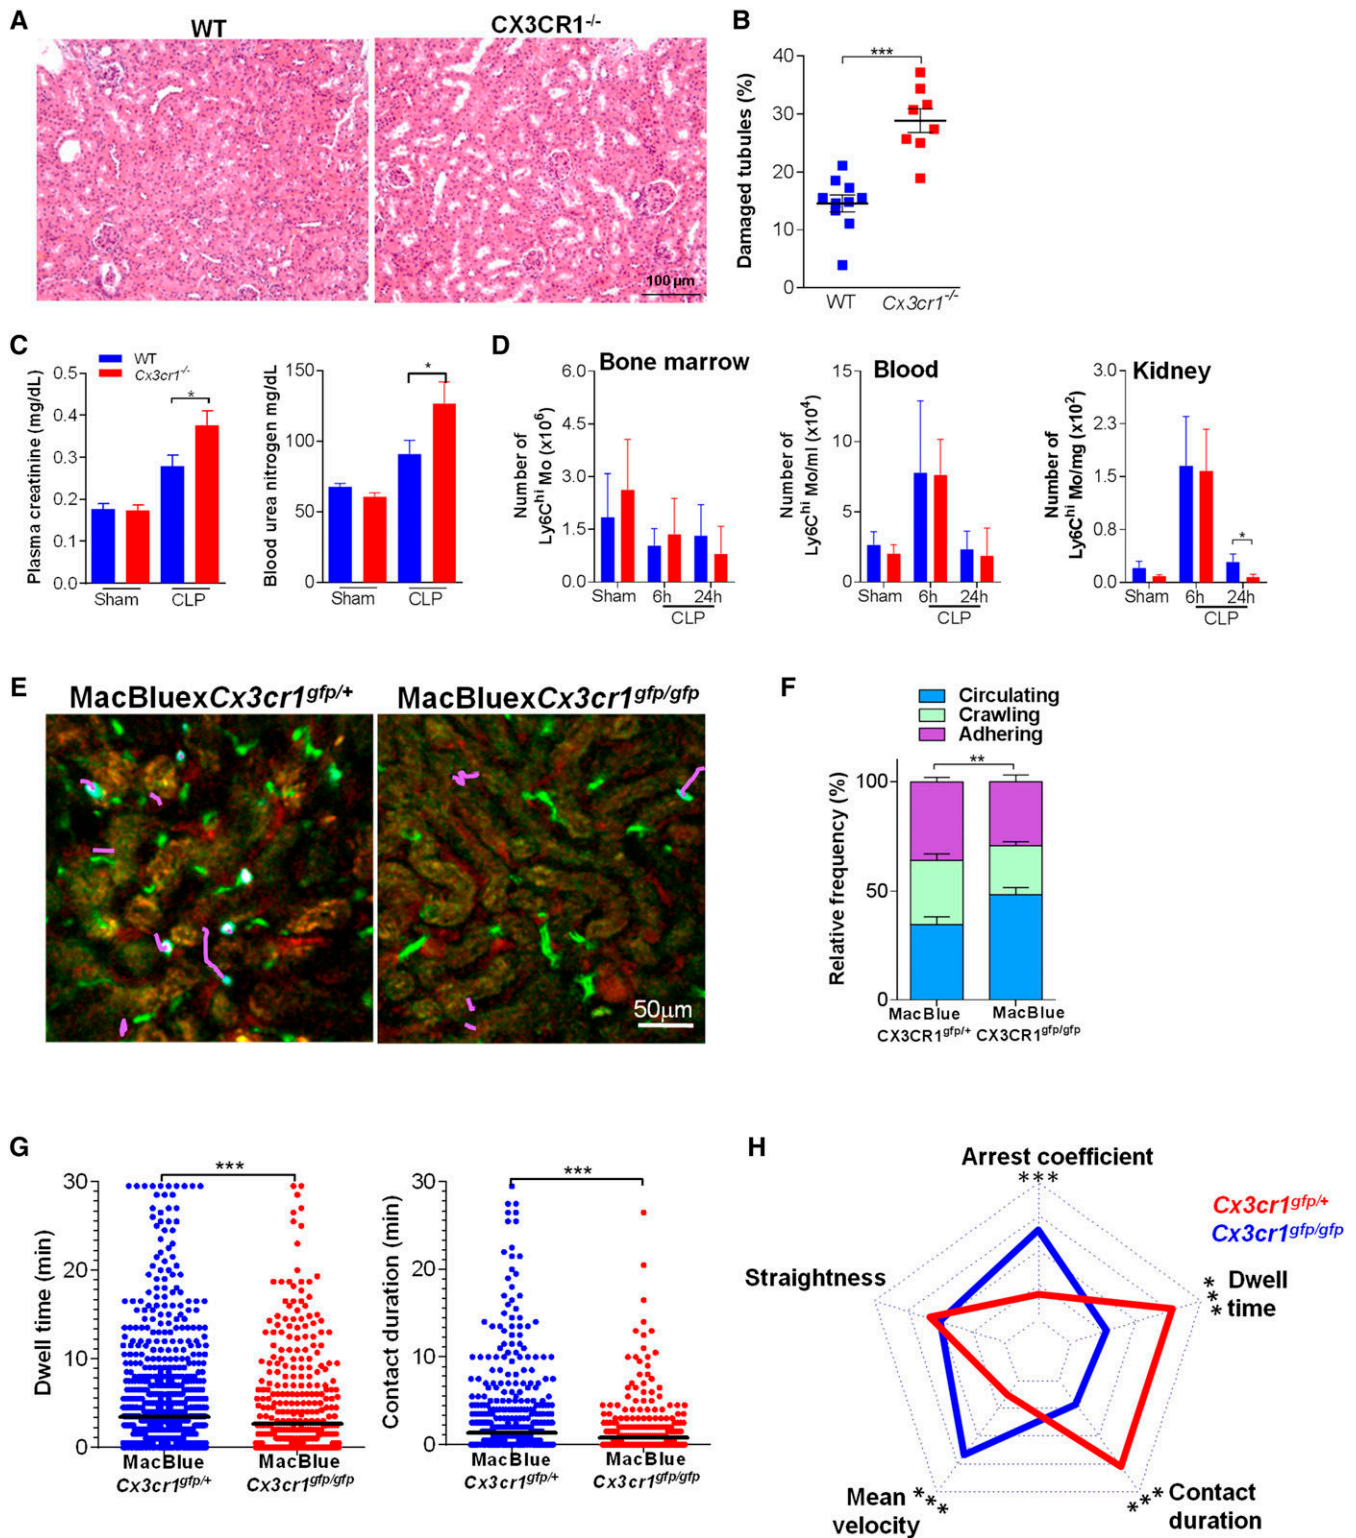 A
WT
CX3CR1-/-
100 µm
B
***
Damaged tubules (%)
40
30
20
10
0
WT
Cx3cr1-/-
C
WT
Cx3cr1-/-
Plasma creatinine (mg/dL)
0.5
0.4
0.3
0.2
0.1
0.0
*
Sham
CLP
Blood urea nitrogen mg/dL
150
100
50
0
*
Sham
CLP
D
Bone marrow
Number of
Ly6Chi Mo (x106)
6.0
4.5
3.0
1.5
0.0
Sham
6h
24h
CLP
Blood
Number of
Ly6Chi Mo/ml (x104)
15
10
5
0
Sham
6h
24h
CLP
Kidney
Number of
Ly6Chi Mo/mg (x102)
3.0
2.3
1.5
0.8
0.0
*
Sham
6h
24h
CLP
E
MacBluexCx3cr1gfp/+
MacBluexCx3cr1gfp/gfp
50µm
F
Circulating
Crawling
Adhering
**
Relative frequency (%)
100
50
0
MacBlue
CX3CR1gfp/+
MacBlue
CX3CR1gfp/gfp
G
***
Dwell time (min)
30
20
10
0
MacBlue
Cx3cr1gfp/+
MacBlue
Cx3cr1gfp/gfp
***
Contact duration (min)
30
20
10
0
MacBlue
Cx3cr1gfp/+
MacBlue
Cx3cr1gfp/gfp
H
Arrest coefficient
***
Cx3cr1gfp/+
Cx3cr1gfp/gfp
Straightness
***
Dwell
time
Mean
velocity
***
***
Contact
duration